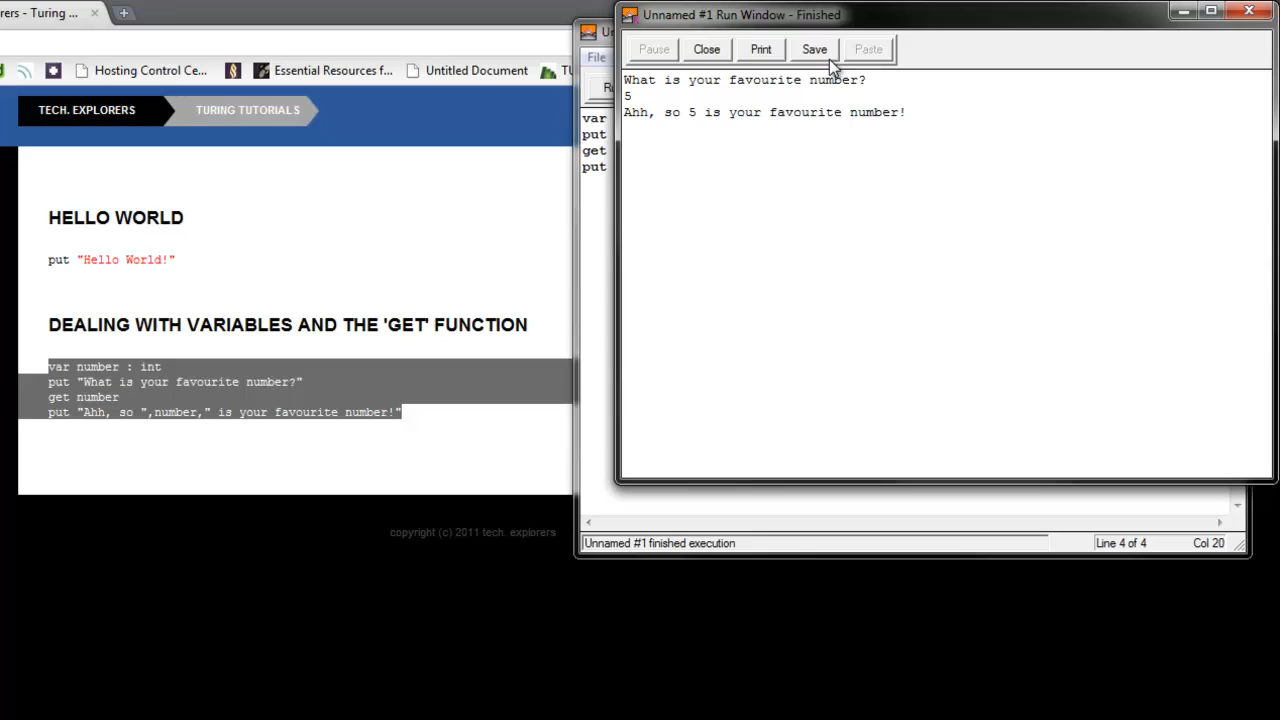 rers - Turing ...
Unnamed #1 Run Window - Finished
Hosting Control Ce...
Essential Resources f...
Untitled Document
File
Pause
Close
Print
Save
Paste
TECH. EXPLORERS
TURING TUTORIALS
var
put
get
put
What is your favourite number?
5
Ahh, so 5 is your favourite number!
HELLO WORLD
put "Hello World!"
DEALING WITH VARIABLES AND THE 'GET' FUNCTION
var number : int
put "What is your favourite number?"
get number
put "Ahh, so ",number," is your favourite number!"
copyright (c) 2011 tech. explorers
Unnamed #1 finished execution
Line 4 of 4
Col 20